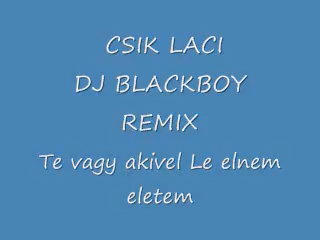 CSIK LACI
DJ BLACKBOY
REMIX
Te vagy akivel Le elnem
eletem